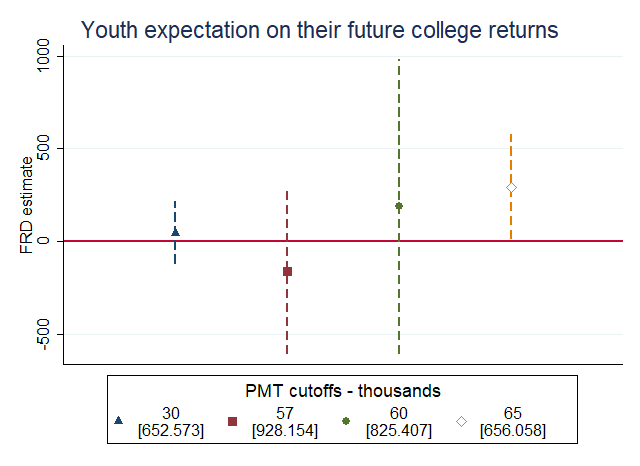 Youth expectation on their future college returns
1000
500
0
-500
FRD estimate
PMT cutoffs - thousands
30 57 60 65
[652.573] [928.154] [825.407] [656.058]